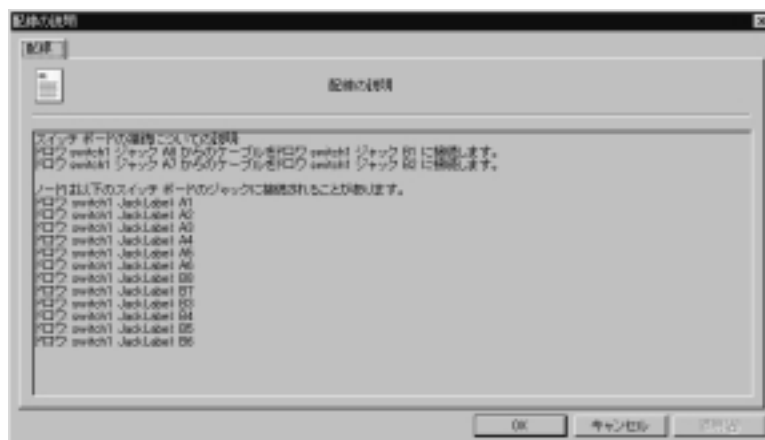 配線の説明
配線
配線の説明
スイッチ ボードの接続についての説明
ドロワ switch1 ジャック A8 からのケーブルをドロワ switch1 ジャック B1 に接続します。
ドロワ switch1 ジャック A7 からのケーブルをドロワ switch1 ジャック B2 に接続します。
ノードは以下のスイッチ ボードのジャックに接続されることがあります。
ドロワ switch1 JackLabel A1
ドロワ switch1 JackLabel A2
ドロワ switch1 JackLabel A3
ドロワ switch1 JackLabel A4
ドロワ switch1 JackLabel A5
ドロワ switch1 JackLabel A6
ドロワ switch1 JackLabel B8
ドロワ switch1 JackLabel B7
ドロワ switch1 JackLabel B3
ドロワ switch1 JackLabel B4
ドロワ switch1 JackLabel B5
ドロワ switch1 JackLabel B6
OK
キャンセル